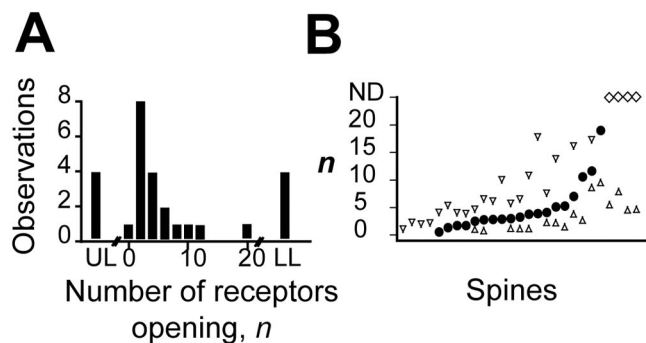 A
Observations
8
6
4
2
0
UL 0 10 20 LL
Number of receptors
opening, n
B
n
ND
20
15
10
5
0
Spines